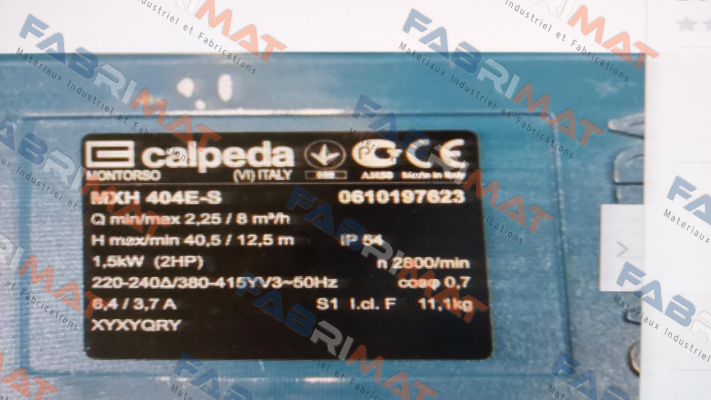 calpeda
MONTORSO (VI) ITALY
MXH 404E-S 0610197623
Q min/max 2,25 / 8 m³/h
H max/min 40,5 / 12,5 m IP 54
1,5kW (2HP) n 2800/min
220-240Δ/380-415YV3~50Hz cosφ 0,7
6,4 / 3,7 A S1 I.cl. F 11,1kg
XYXYQRY
FABRIMAT
Matériaux Industriel et Fabrications